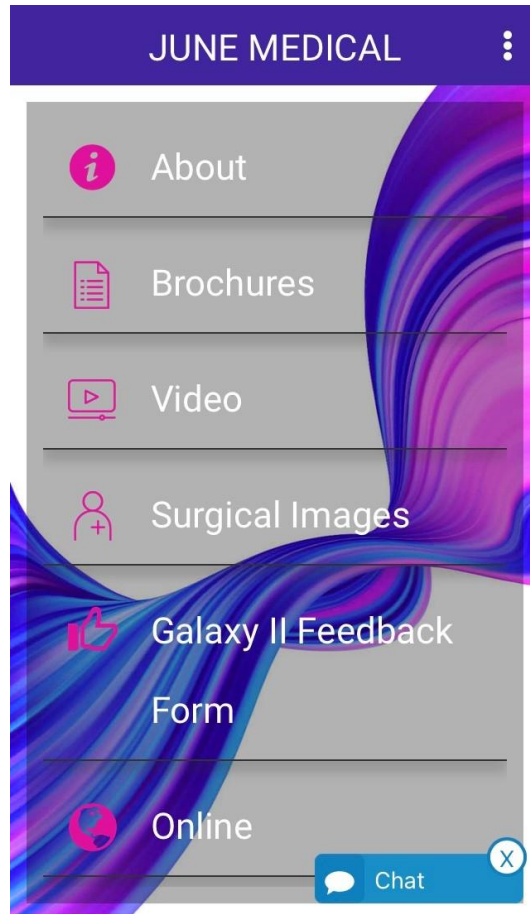 JUNE MEDICAL
About
Brochures
Video
Surgical Images
Galaxy II Feedback
Form
Online
Chat
X